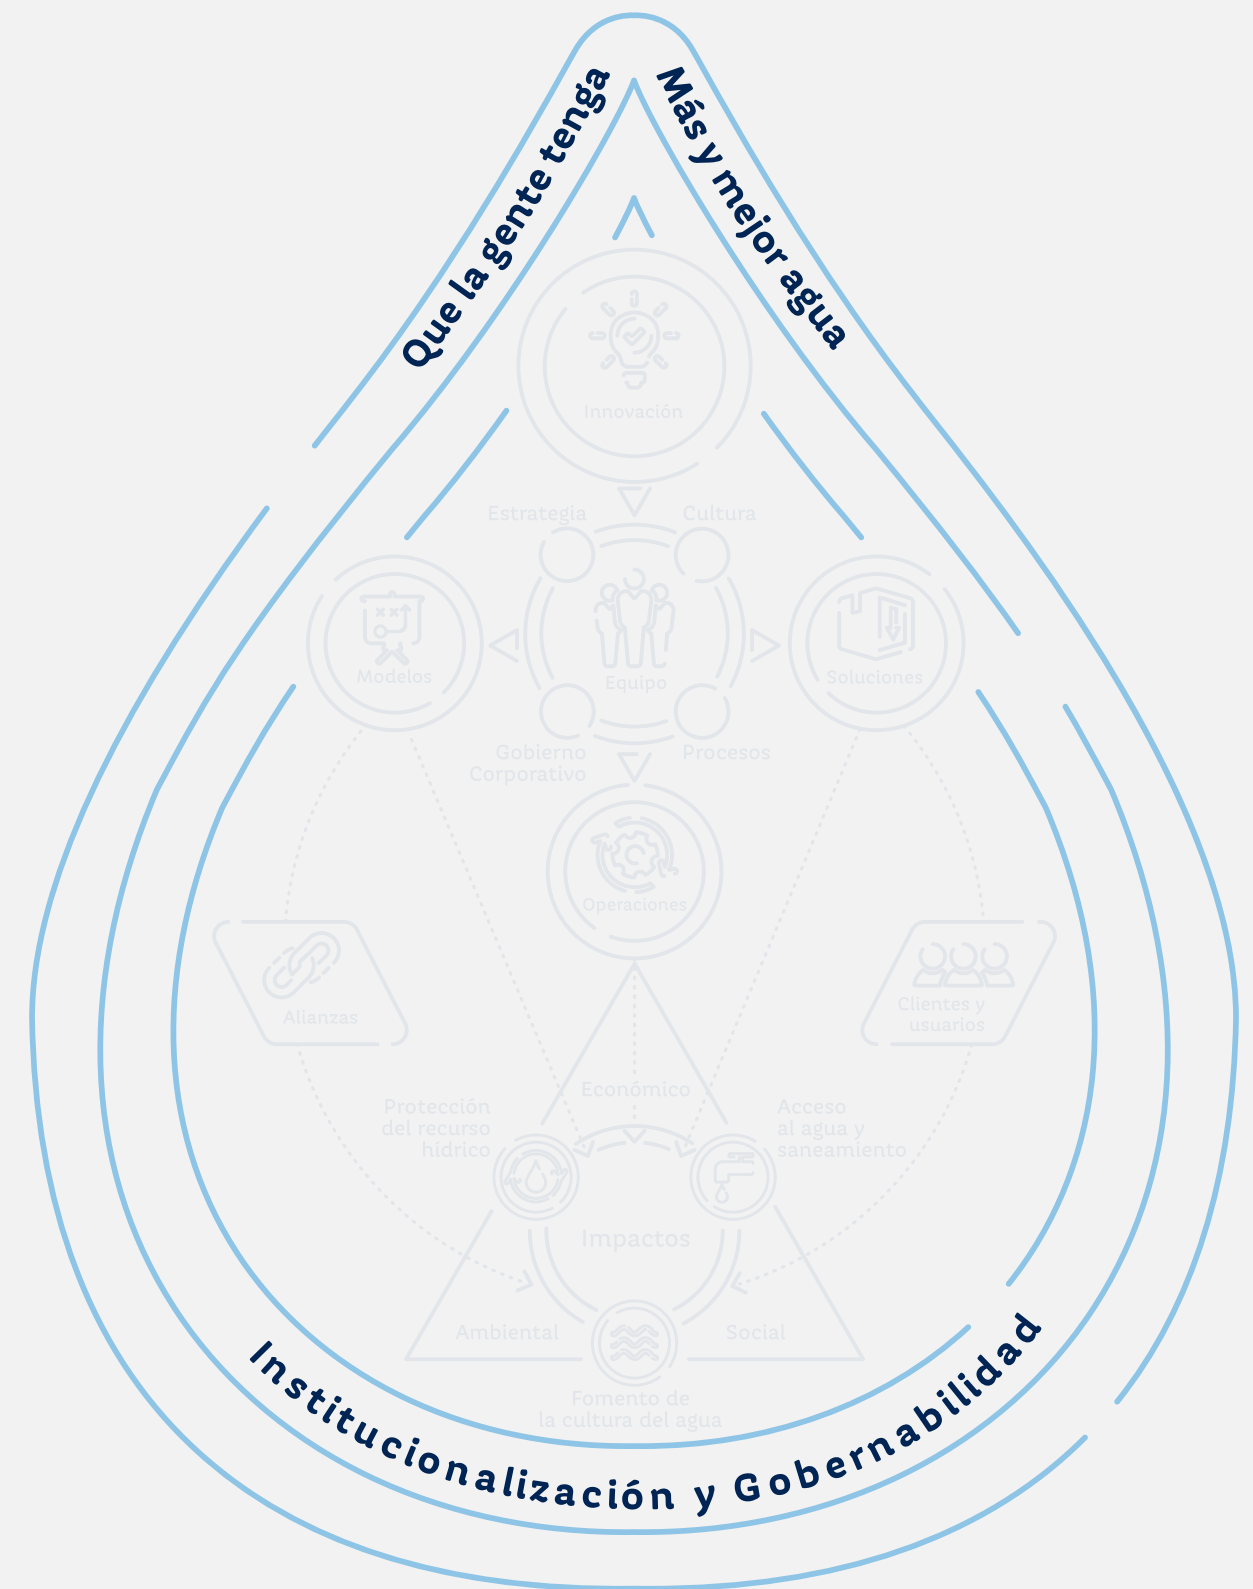 Que la gente tenga
Más y mejor agua
Innovación
Estrategia
Cultura
Modelos
Equipo
Soluciones
Gobierno
Corporativo
Procesos
Operaciones
Alianzas
Clientes y
usuarios
Económico
Protección
del recurso
hídrico
Acceso
al agua y
saneamiento
Impactos
Ambiental
Social
Fomento de
la cultura del agua
Institucionalización y Gobernabilidad